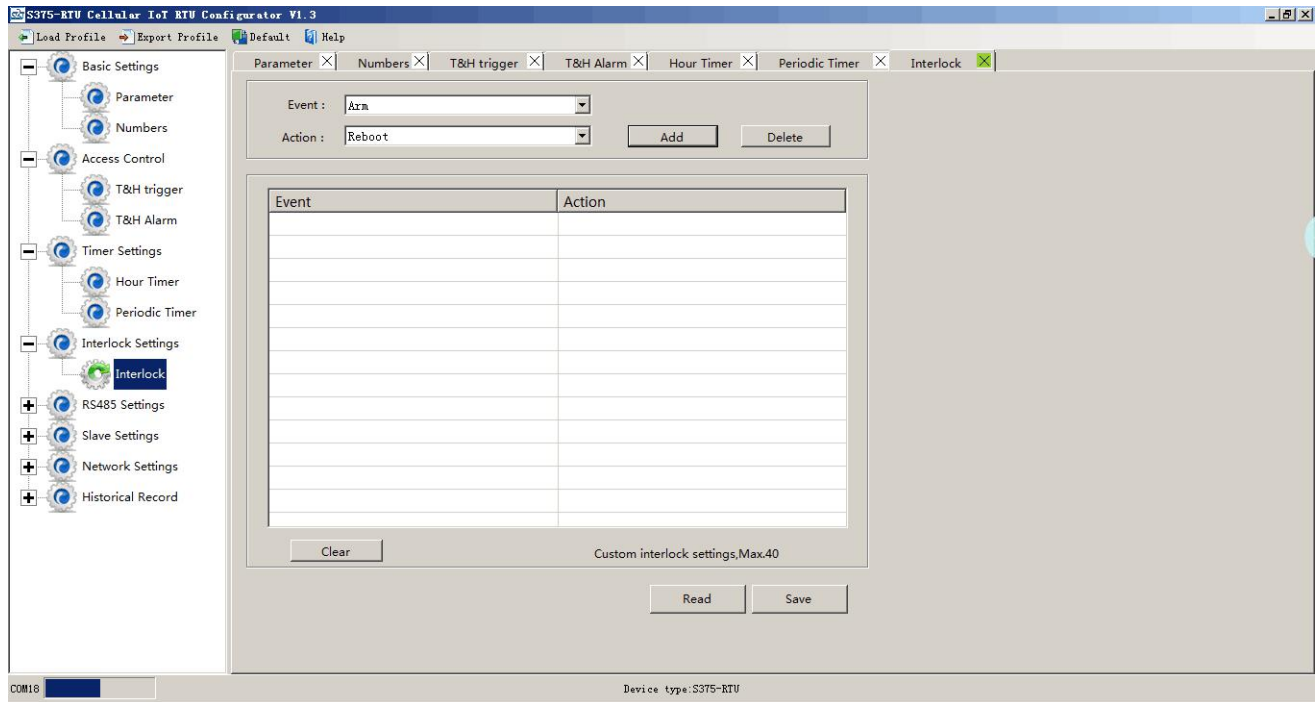 S375-RTU Cellular IoT RTU Configurator V1.3
Load Profile Export Profile Default Help
Basic Settings
Parameter
Numbers
Access Control
T&H trigger
T&H Alarm
Timer Settings
Hour Timer
Periodic Timer
Interlock Settings
Interlock
RS485 Settings
Slave Settings
Network Settings
Historical Record
Parameter Numbers T&H trigger T&H Alarm Hour Timer Periodic Timer Interlock
Event : Arm
Action : Reboot Add Delete
Event Action
Clear Custom interlock settings,Max.40
Read Save
COM18 Device type:S375-RTU